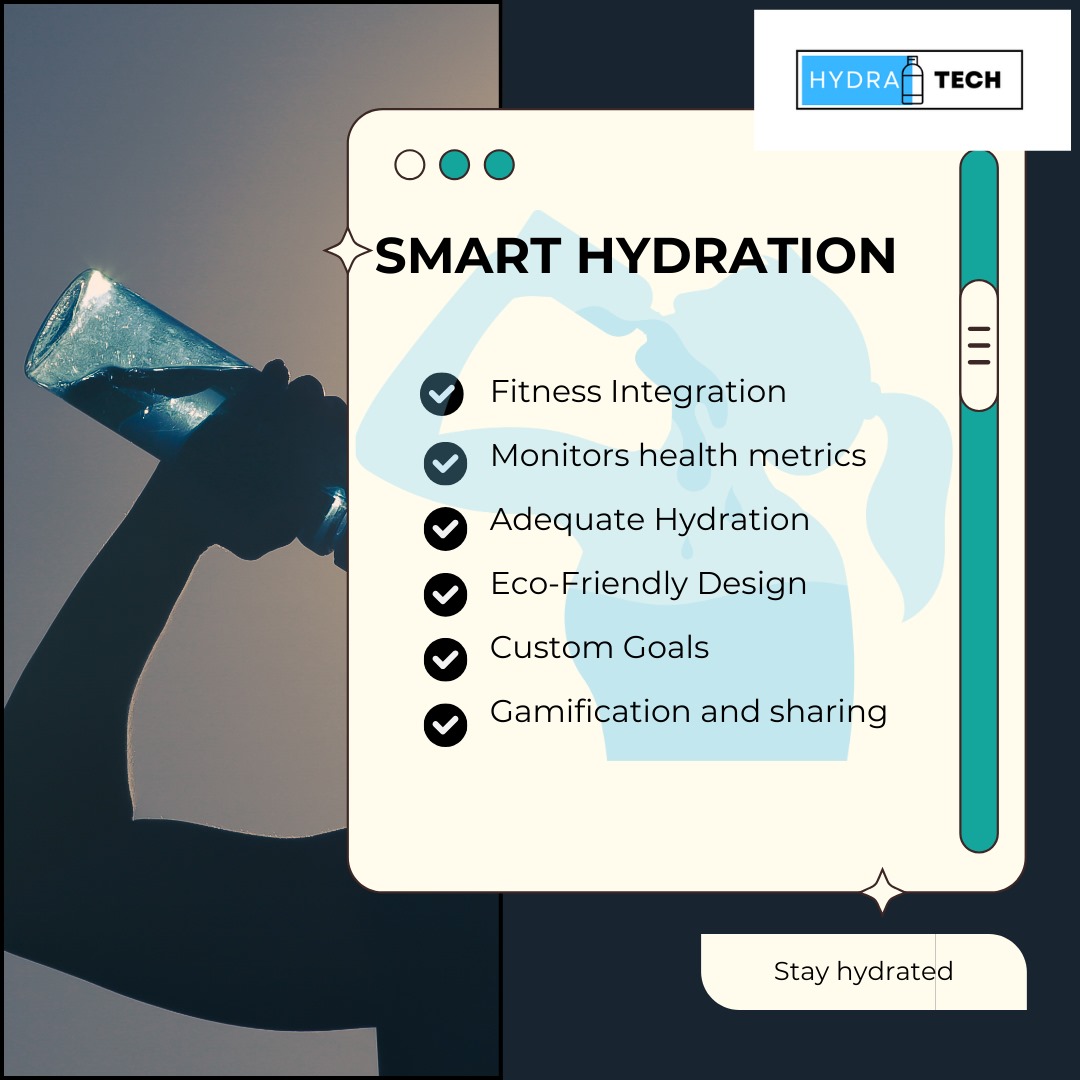 HYDRA TECH
SMART HYDRATION
Fitness Integration
Monitors health metrics
Adequate Hydration
Eco-Friendly Design
Custom Goals
Gamification and sharing
Stay hydrated